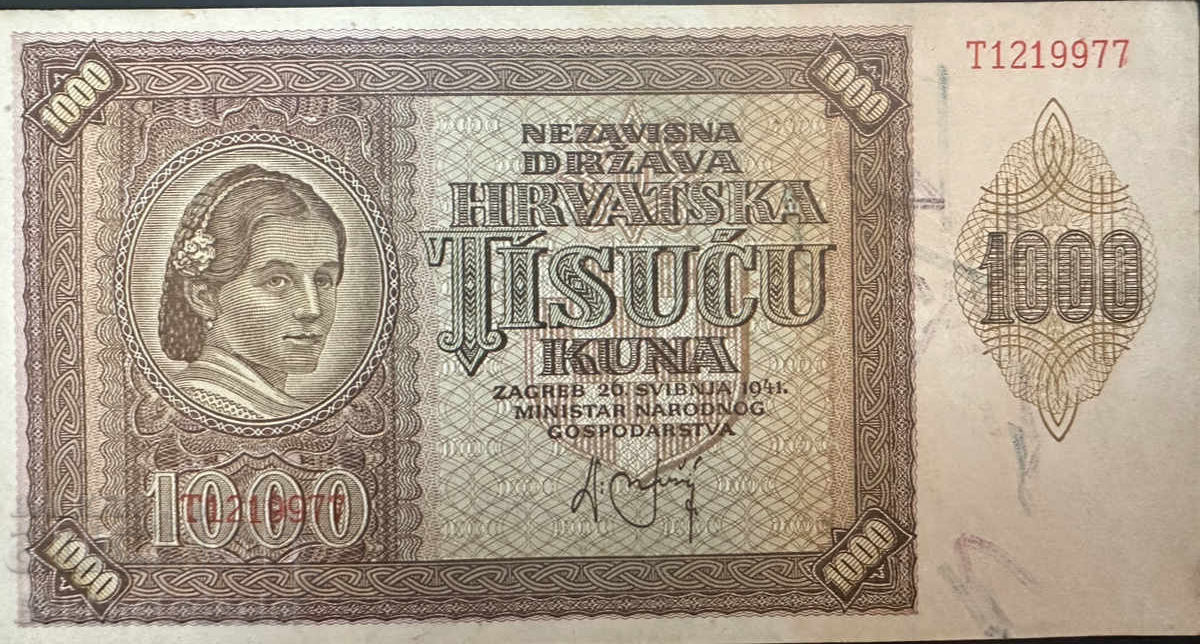 T1219977
1000
1000
NEZAVISNA
DRŽAVA
HRVATSKA
TÍSUĆU
KUNA
ZAGREB 26. SVIBNJA 1941.
MINISTAR NARODNOG
GOSPODARSTVA
1000
1000
T1219977
1000
1000